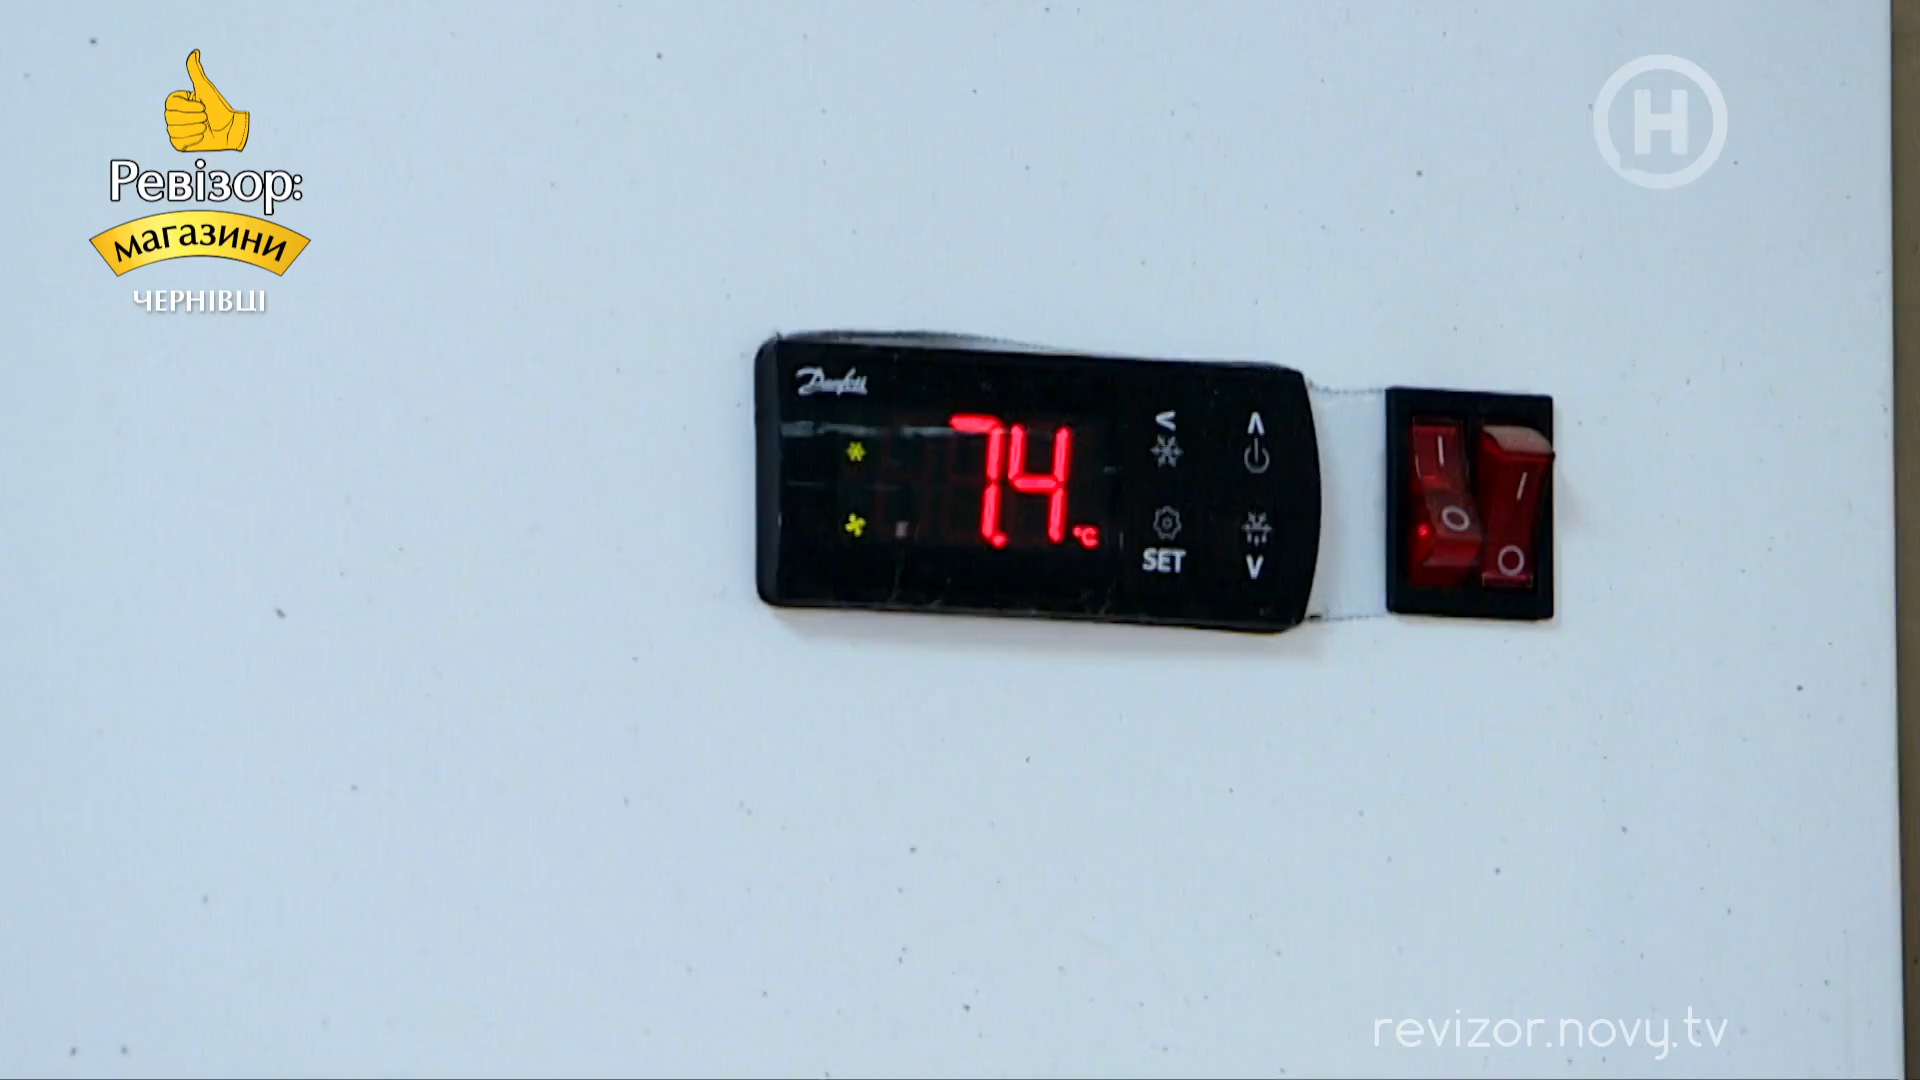 Ревізор:
магазини
ЧЕРНІВЦІ
H
Danfoss
7.4 °C
< ∧
SET ∨
I I
O O
revizor.novy.tv